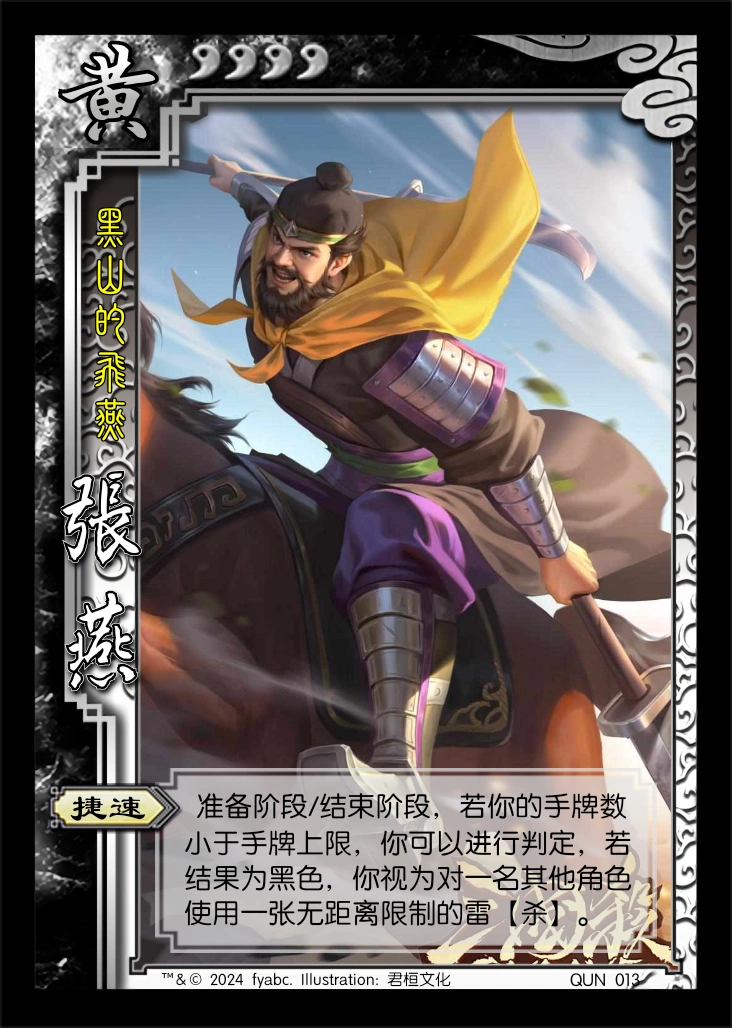 黄
黑山的飛燕
張燕
捷速
准备阶段/结束阶段，若你的手牌数
小于手牌上限，你可以进行判定，若
结果为黑色，你视为对一名其他角色
使用一张无距离限制的雷【杀】。
三國殺
™&© 2024 fyabc. Illustration: 君桓文化
QUN 013